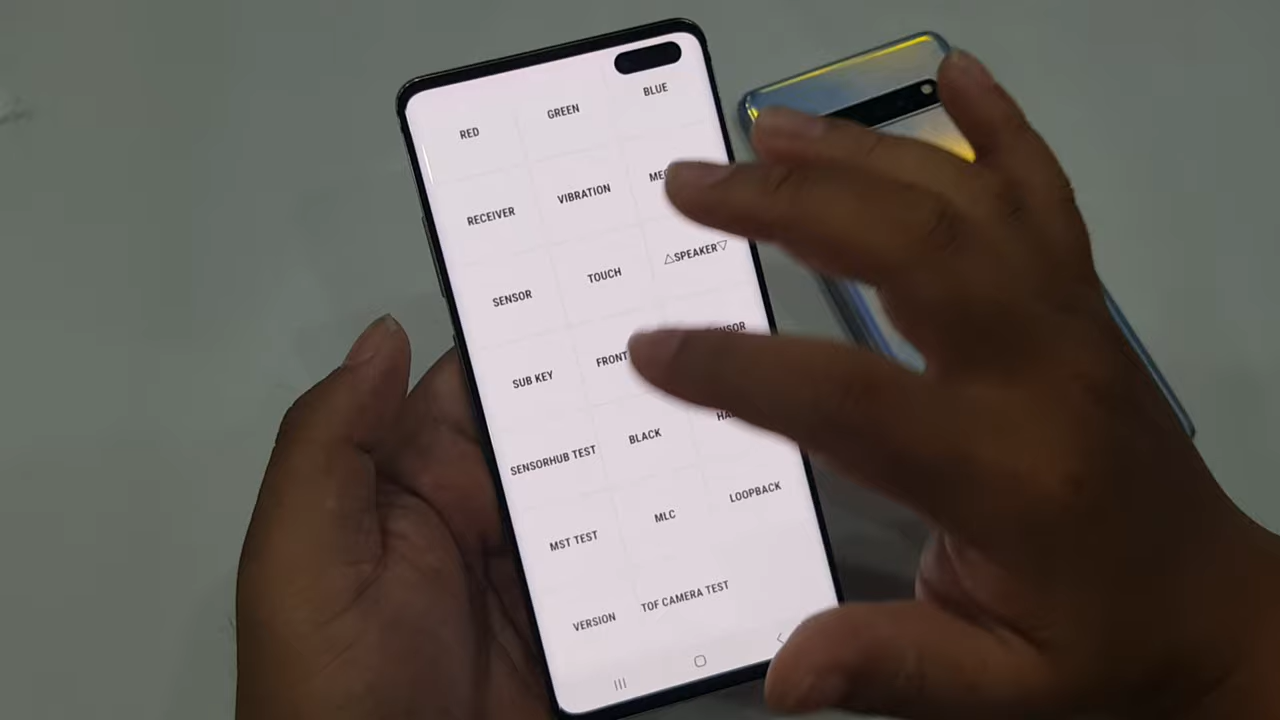 RED GREEN BLUE
RECEIVER VIBRATION
SENSOR TOUCH △SPEAKER▽
SUB KEY FRONT
SENSORHUB TEST BLACK
MST TEST MLC LOOPBACK
VERSION TOF CAMERA TEST